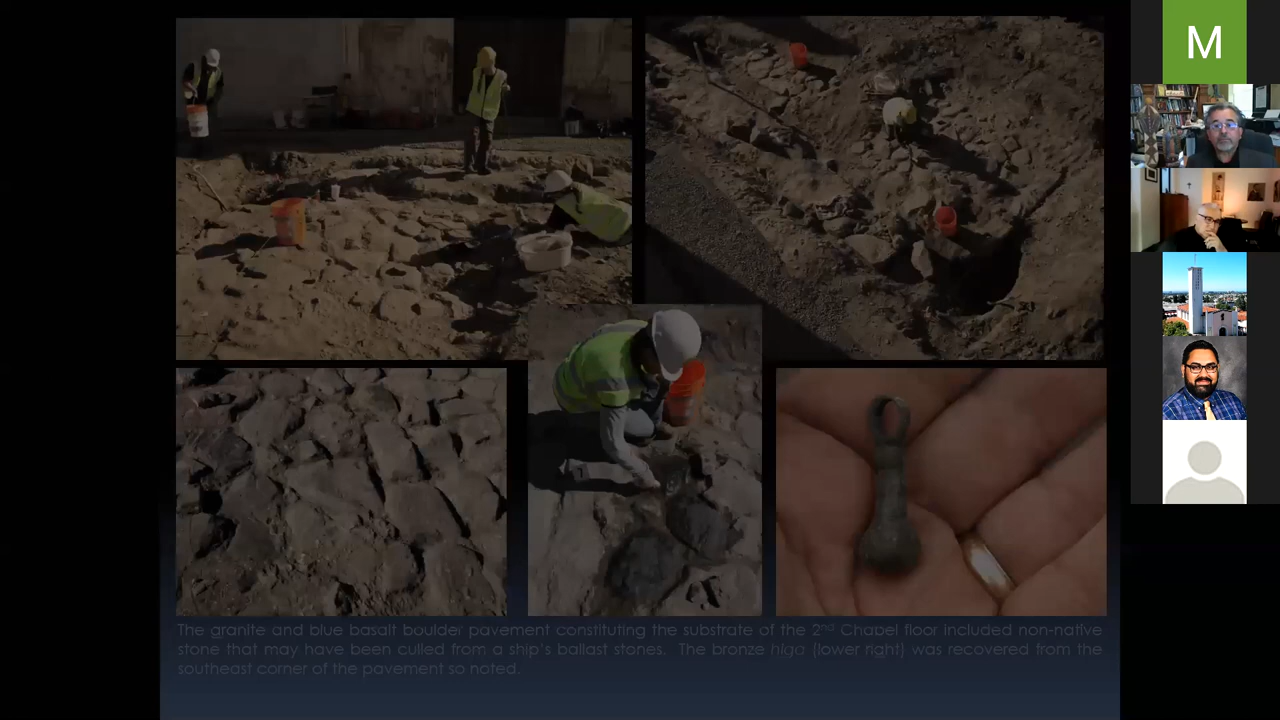 M
The granite and blue basalt boulder pavement constituting the substrate of the 2nd Chapel floor included non-native
stone that may have been culled from a ship's ballast stones. The bronze higa (lower right) was recovered from the
southeast corner of the pavement so noted.